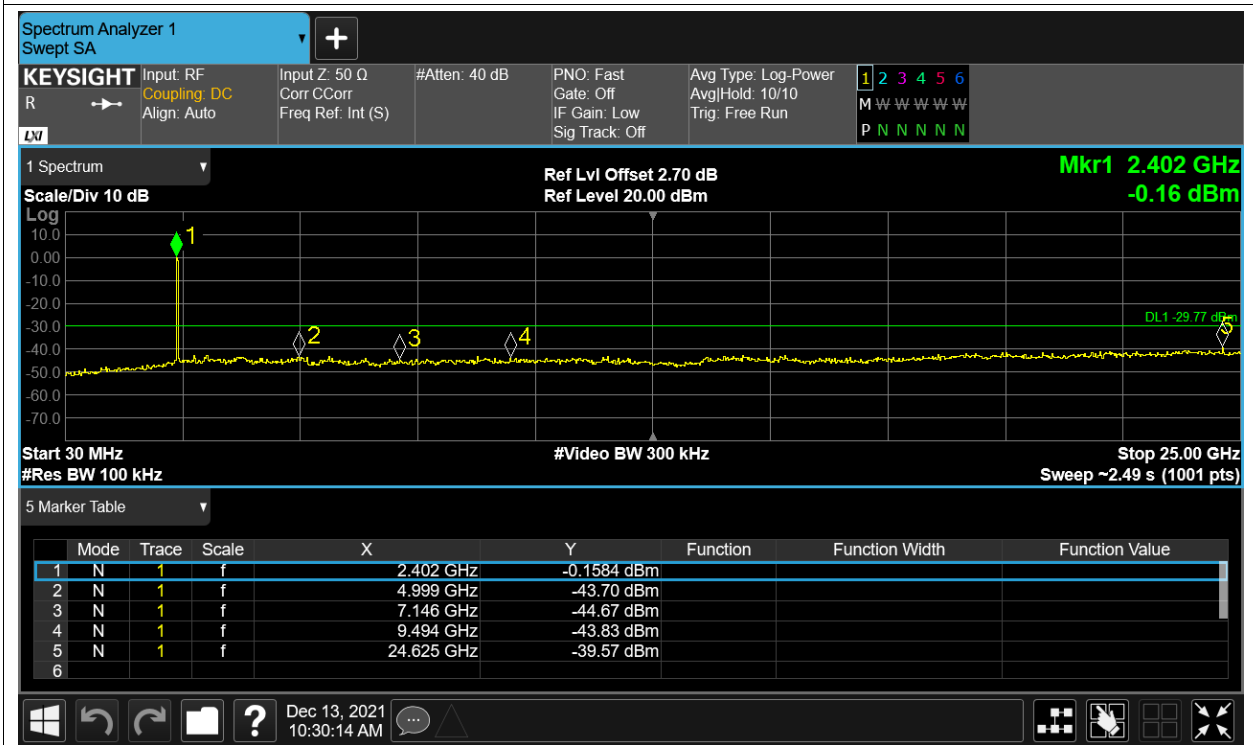 Spectrum Analyzer 1
Swept SA
KEYSIGHT
R
LXI
Input: RF
Coupling: DC
Align: Auto
Input Z: 50 Ω
Corr CCorr
Freq Ref: Int (S)
#Atten: 40 dB
PNO: Fast
Gate: Off
IF Gain: Low
Sig Track: Off
Avg Type: Log-Power
Avg|Hold: 10/10
Trig: Free Run
1 2 3 4 5 6
M W W W W W
P N N N N N
1 Spectrum
Scale/Div 10 dB
Ref Lvl Offset 2.70 dB
Ref Level 20.00 dBm
Mkr1 2.402 GHz
-0.16 dBm
Log
10.0
0.00
-10.0
-20.0
-30.0
-40.0
-50.0
-60.0
-70.0
1
2
3
4
5
DL1 -29.77 dBm
Start 30 MHz
#Res BW 100 kHz
#Video BW 300 kHz
Stop 25.00 GHz
Sweep ~2.49 s (1001 pts)
5 Marker Table
Mode Trace Scale X Y Function Function Width Function Value
1 N 1 f 2.402 GHz -0.1584 dBm
2 N 1 f 4.999 GHz -43.70 dBm
3 N 1 f 7.146 GHz -44.67 dBm
4 N 1 f 9.494 GHz -43.83 dBm
5 N 1 f 24.625 GHz -39.57 dBm
6
?
Dec 13, 2021
10:30:14 AM